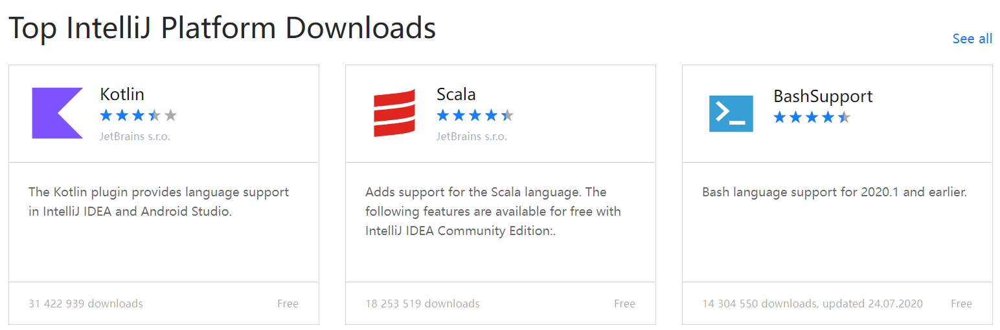 Top IntelliJ Platform Downloads
See all
Kotlin
JetBrains s.r.o.
The Kotlin plugin provides language support
in IntelliJ IDEA and Android Studio.
31 422 939 downloads
Free
Scala
JetBrains s.r.o.
Adds support for the Scala language. The
following features are available for free with
IntelliJ IDEA Community Edition:.
18 253 519 downloads
Free
BashSupport
Bash language support for 2020.1 and earlier.
14 304 550 downloads, updated 24.07.2020
Free